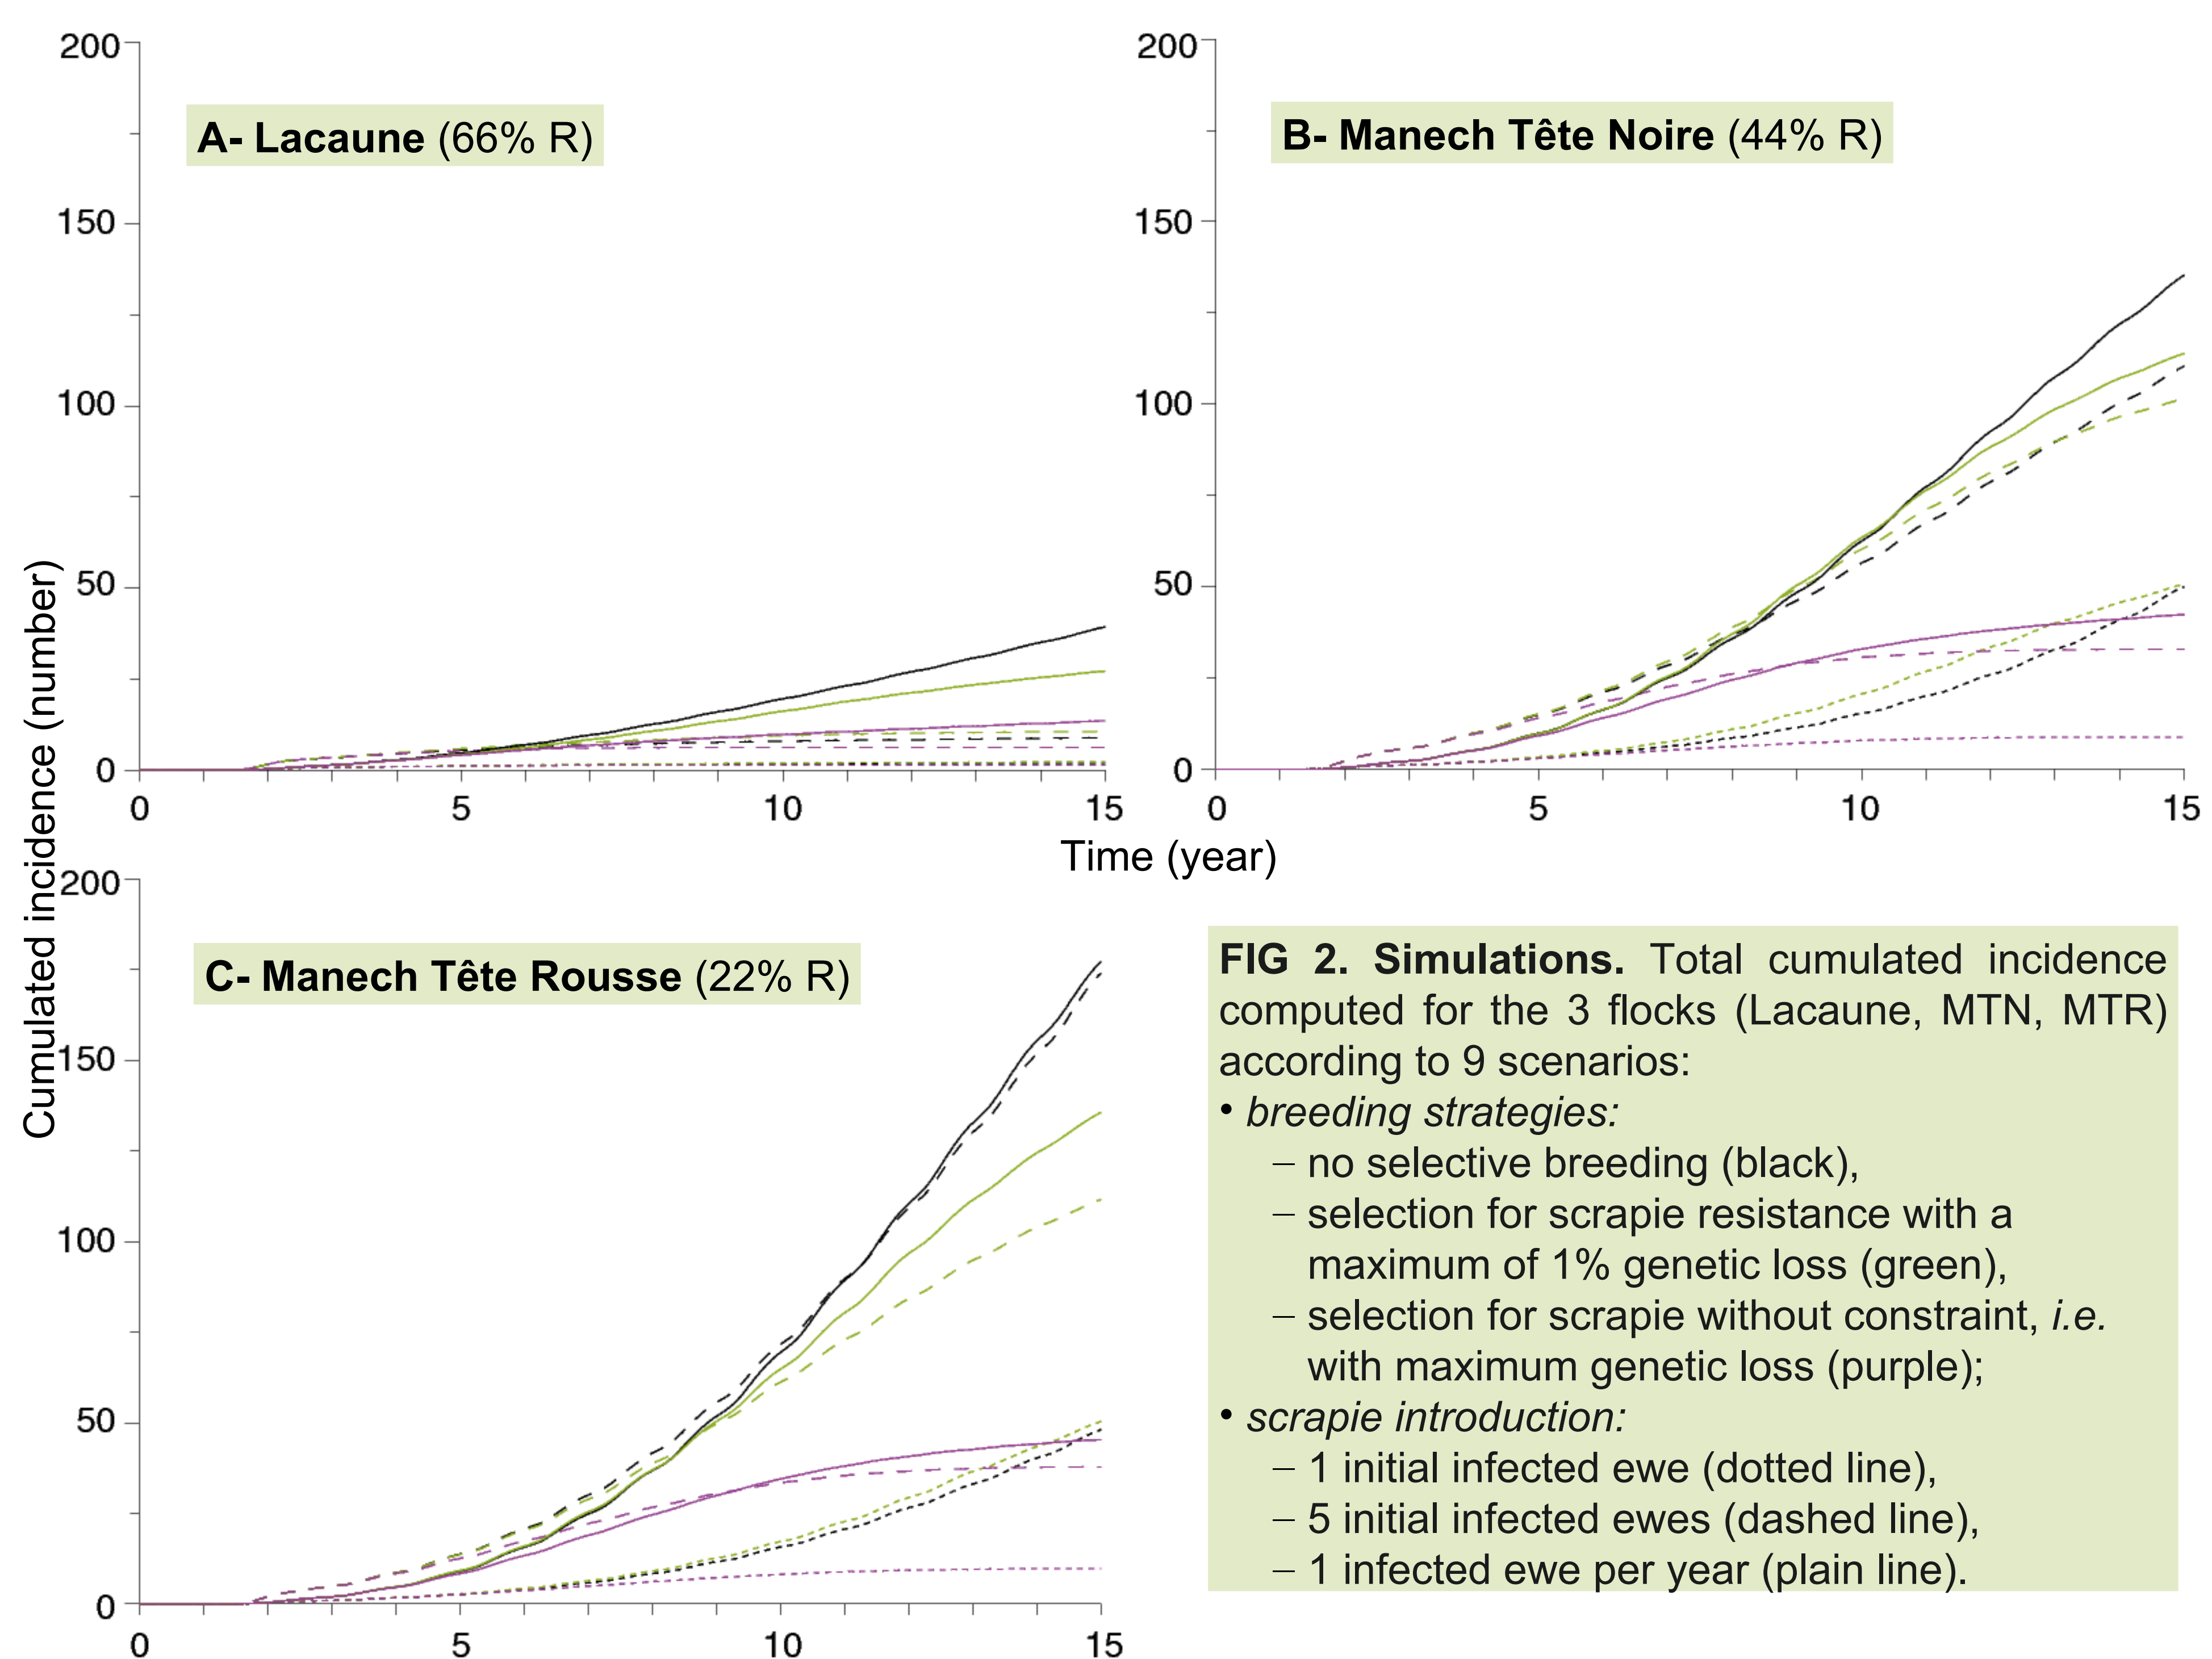 200
150
100
50
0
A- Lacaune (66% R)
0 5 10 15
200
150
100
50
0
B- Manech Tête Noire (44% R)
0 5 10 15
Cumulated incidence (number)
Time (year)
200
150
100
50
0
C- Manech Tête Rousse (22% R)
0 5 10 15
FIG 2. Simulations. Total cumulated incidence
computed for the 3 flocks (Lacaune, MTN, MTR)
according to 9 scenarios:
• breeding strategies:
– no selective breeding (black),
– selection for scrapie resistance with a
maximum of 1% genetic loss (green),
– selection for scrapie without constraint, i.e.
with maximum genetic loss (purple);
• scrapie introduction:
– 1 initial infected ewe (dotted line),
– 5 initial infected ewes (dashed line),
– 1 infected ewe per year (plain line).